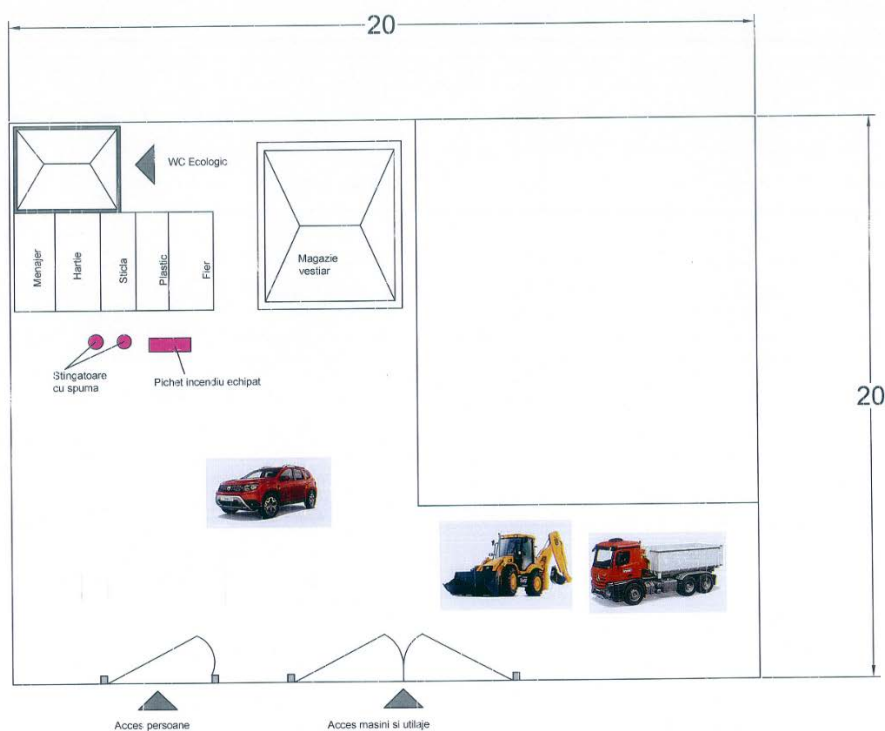 20
WC Ecologic
Menajer
Hartie
Sticla
Plastic
Fier
Magazie
vestiar
Stingatoare
cu spuma
Pichet incendiu echipat
20
Acces persoane
Acces masini si utilaje